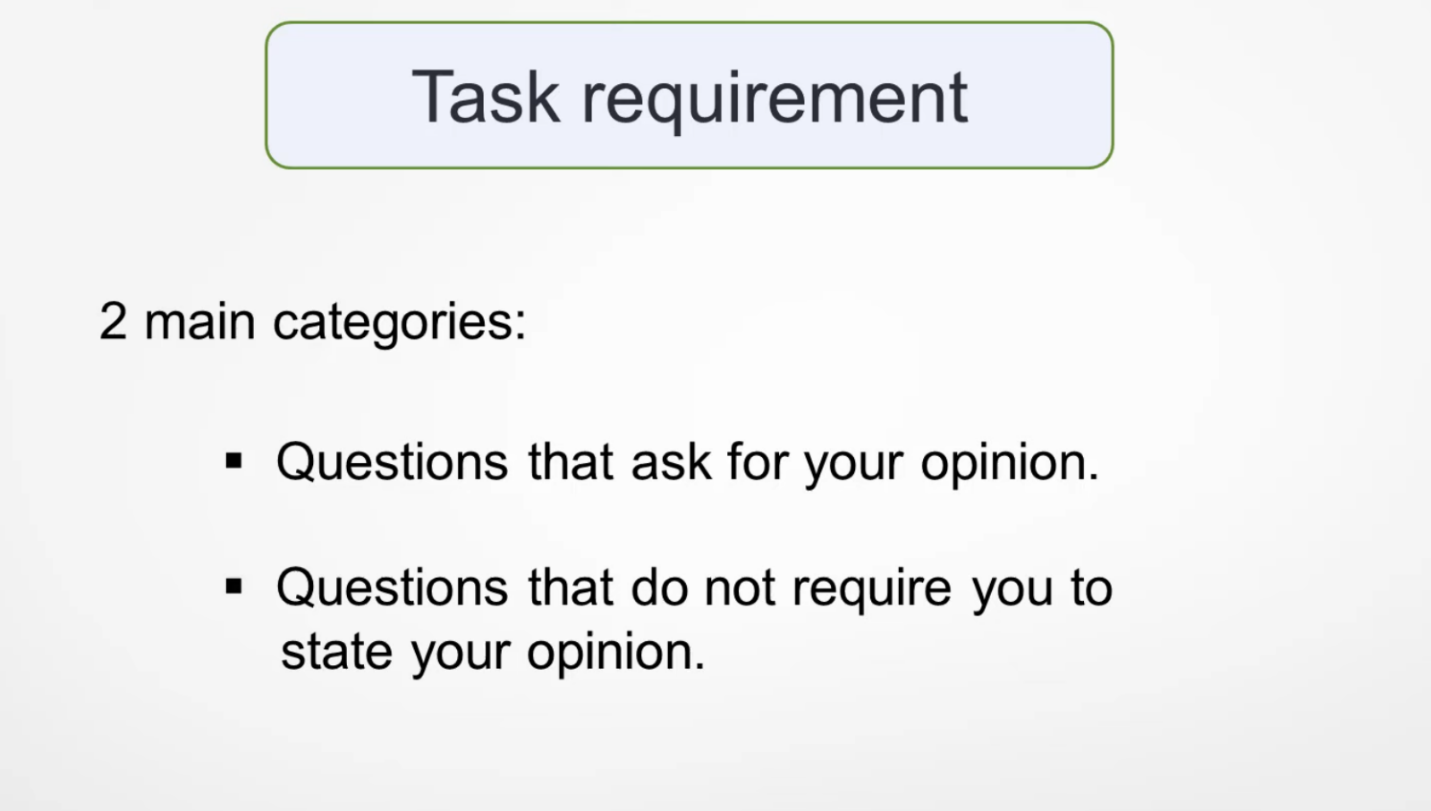 Task requirement
2 main categories:
▪ Questions that ask for your opinion.
▪ Questions that do not require you to
state your opinion.